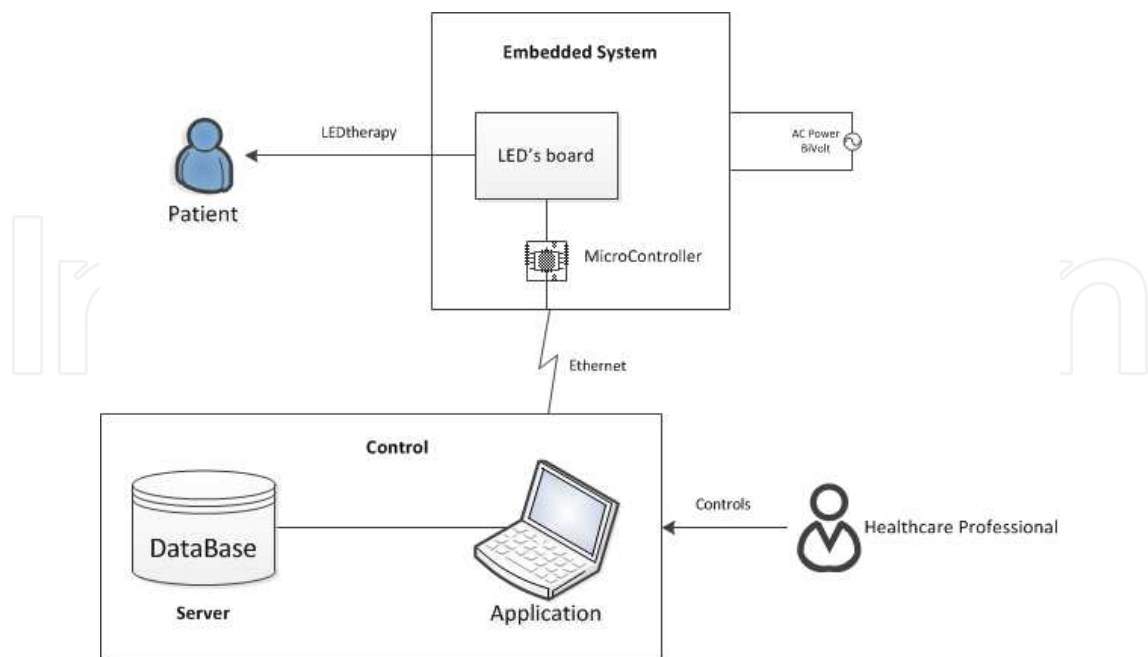 Embedded System
LEDtherapy
LED's board
AC Power
BiVolt
Patient
MicroController
Ethernet
Control
DataBase
Server
Application
Controls
Healthcare Professional